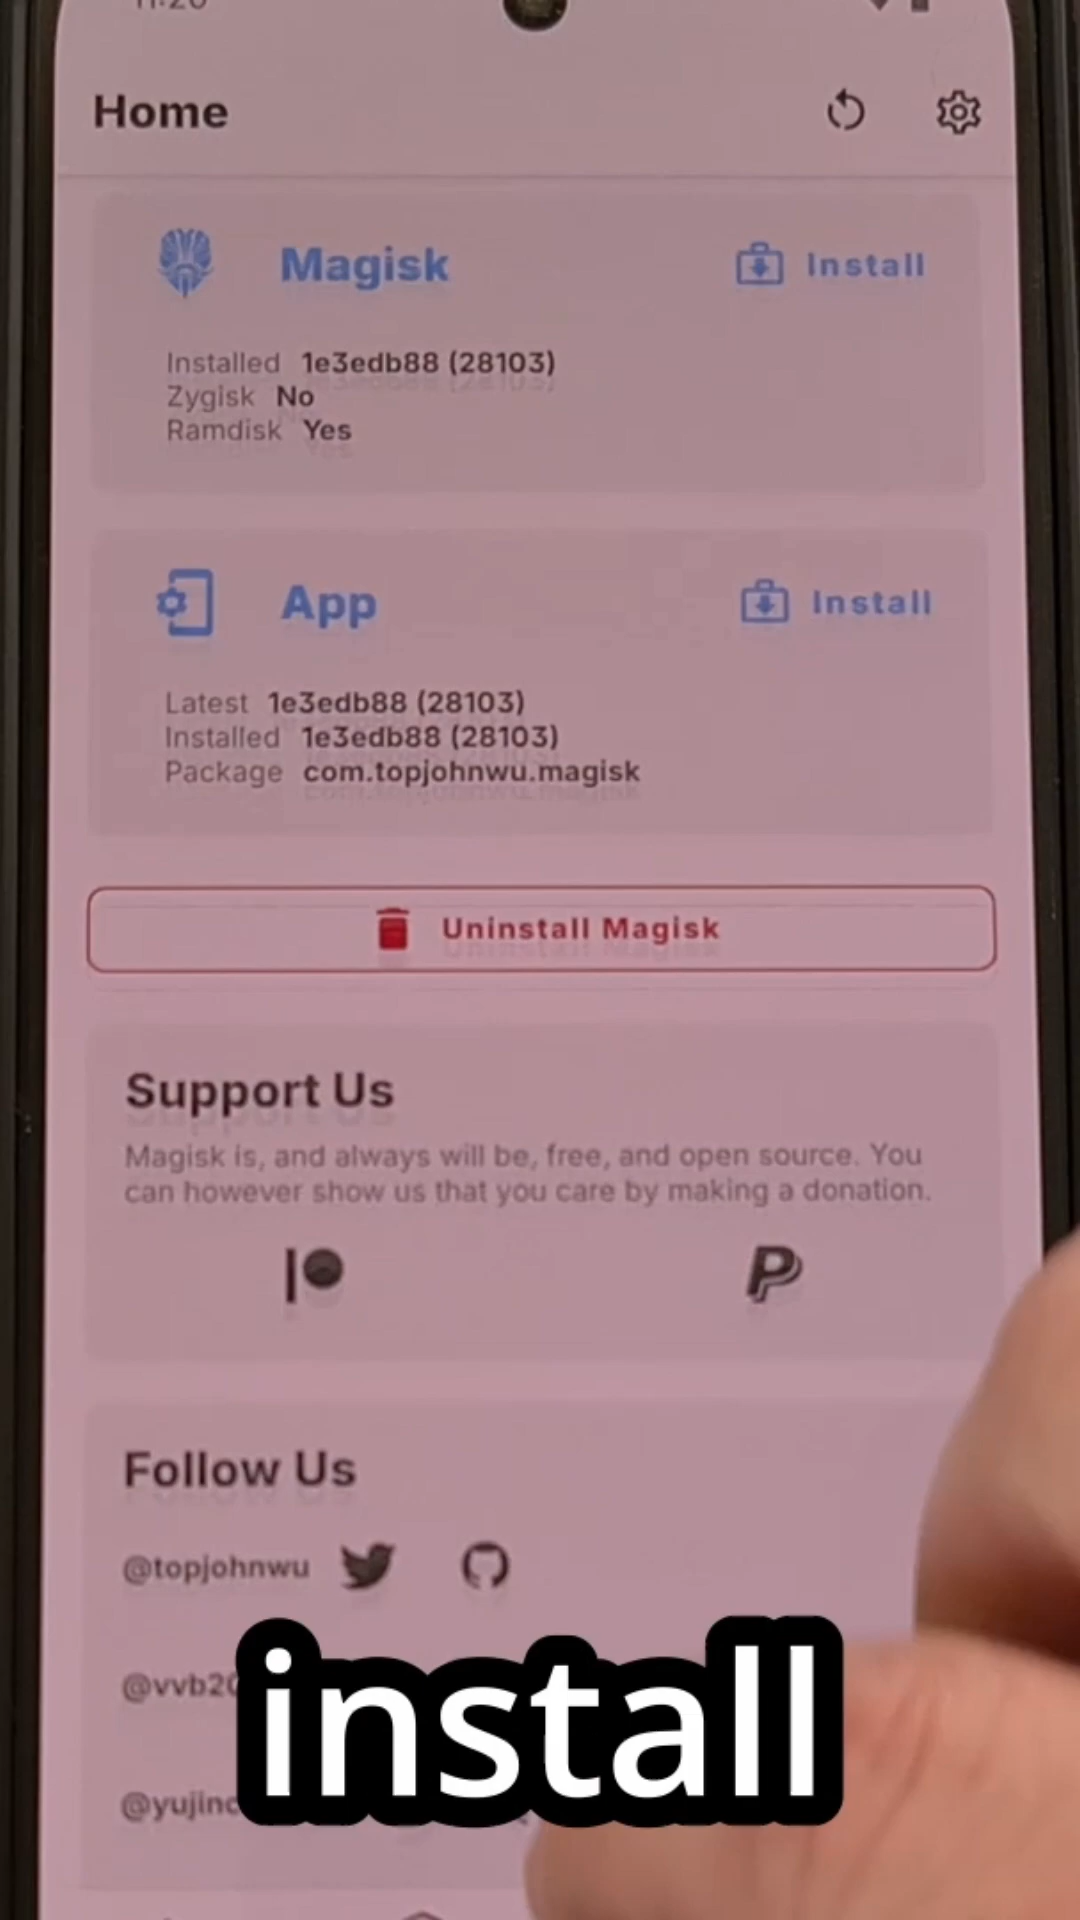 Home
Magisk
Install
Installed 1e3edb88 (28103)
Zygisk No
Ramdisk Yes
App
Install
Latest 1e3edb88 (28103)
Installed 1e3edb88 (28103)
Package com.topjohnwu.magisk
Uninstall Magisk
Support Us
Magisk is, and always will be, free, and open source. You
can however show us that you care by making a donation.
Follow Us
@topjohnwu
install